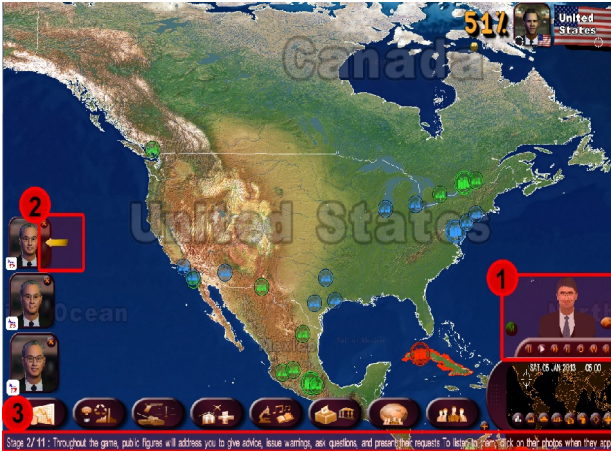 51%
United
States
Canada
United States
2
1
Ocean
North
SAT. 05 JAN 2013 05:00
3
Stage 2/11 : Throughout the game, public figures will address you to give advice, issue warnings, ask questions, and present their requests To listen to them, click on their photos when they app